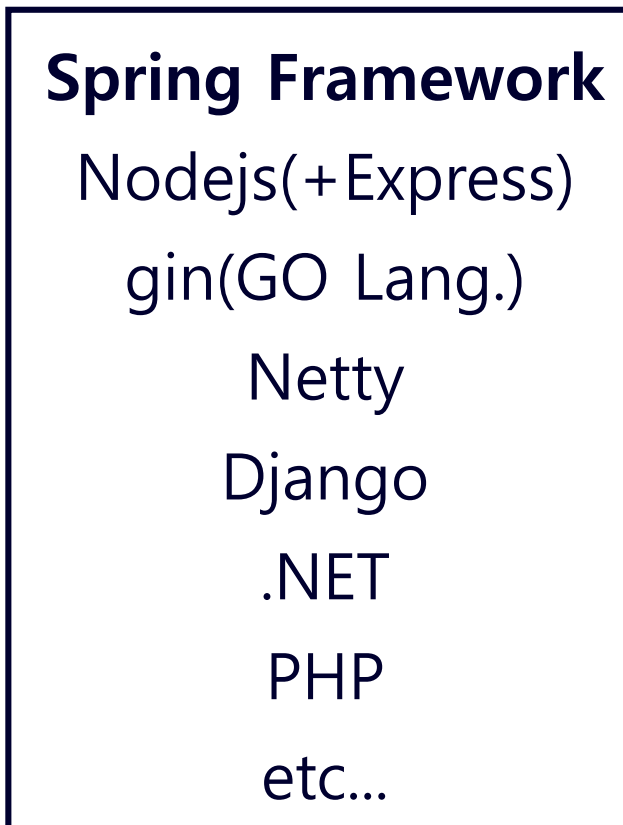 Spring Framework
Nodejs(+Express)
gin(GO Lang.)
Netty
Django
.NET
PHP
etc...